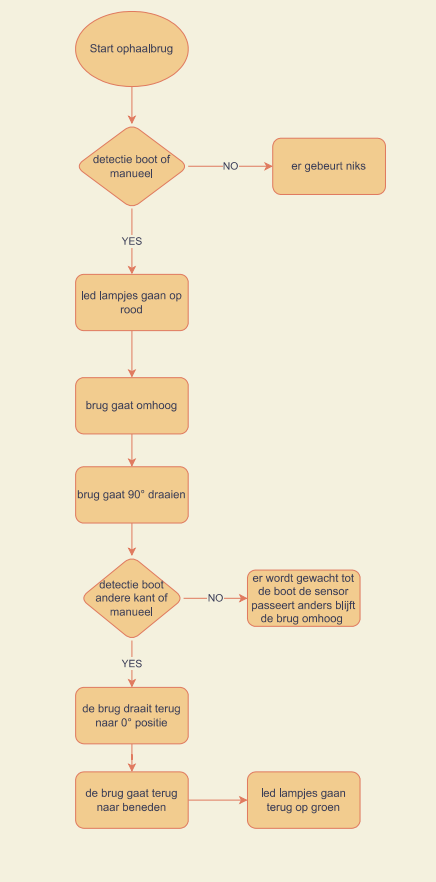 Start ophaalbrug
detectie boot of
manueel
NO
er gebeurt niks
YES
led lampjes gaan op
rood
brug gaat omhoog
brug gaat 90° draaien
detectie boot
andere kant of
manueel
NO
er wordt gewacht tot
de boot de sensor
passeert anders blijft
de brug omhoog
YES
de brug draait terug
naar 0° positie
de brug gaat terug
naar beneden
led lampjes gaan
terug op groen